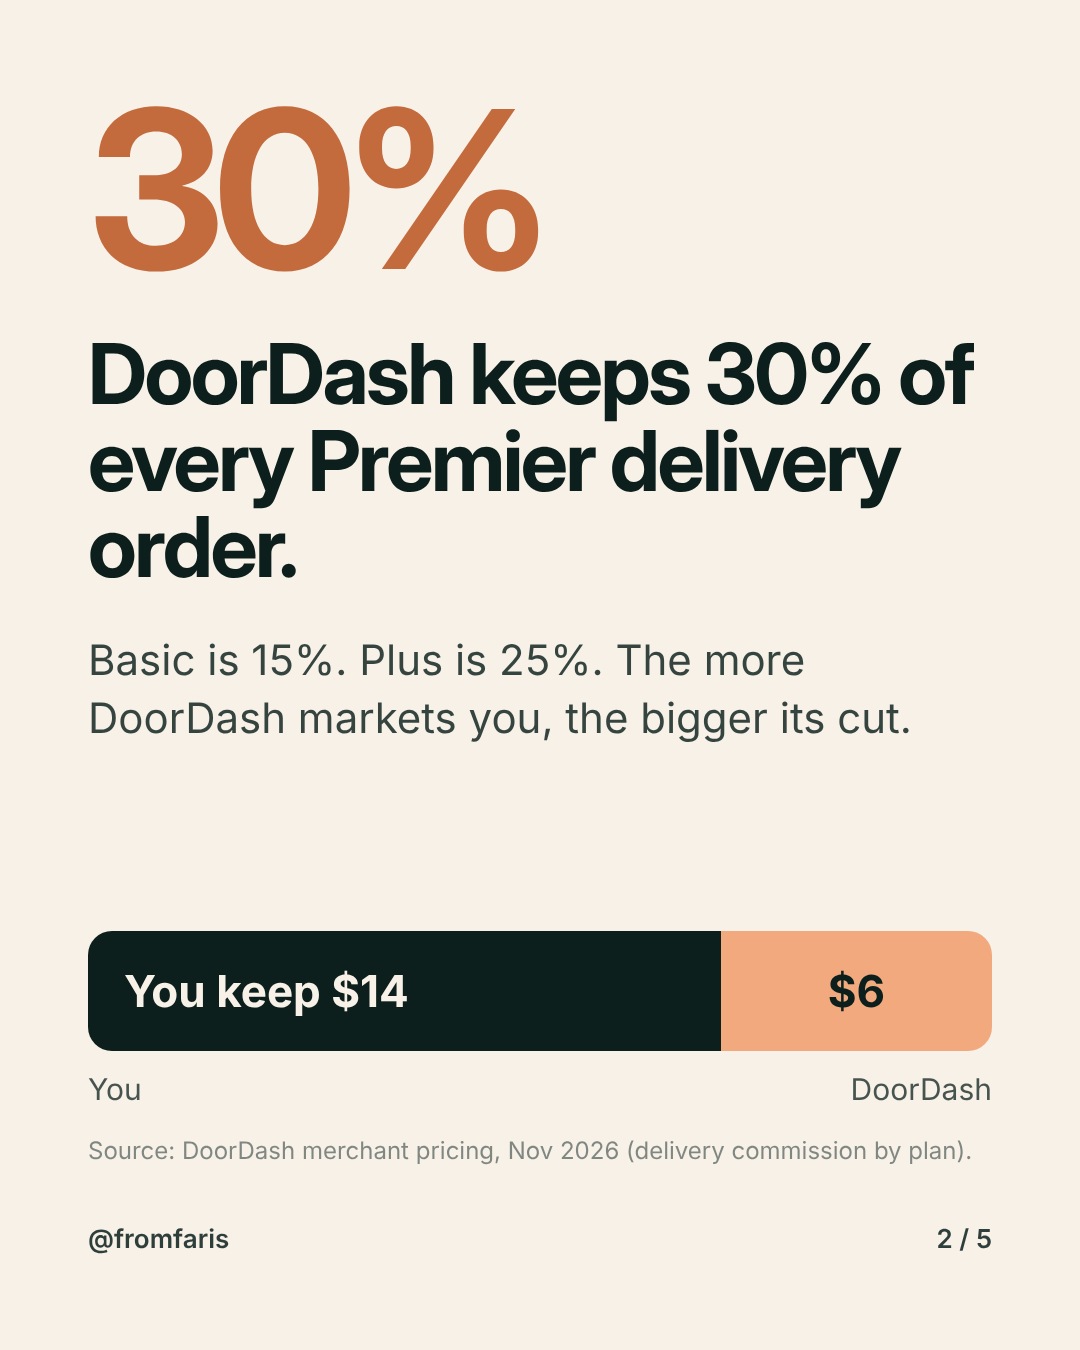 30%
DoorDash keeps 30% of
every Premier delivery
order.
Basic is 15%. Plus is 25%. The more
DoorDash markets you, the bigger its cut.
You keep $14
$6
You
DoorDash
Source: DoorDash merchant pricing, Nov 2026 (delivery commission by plan).
@fromfaris
2 / 5